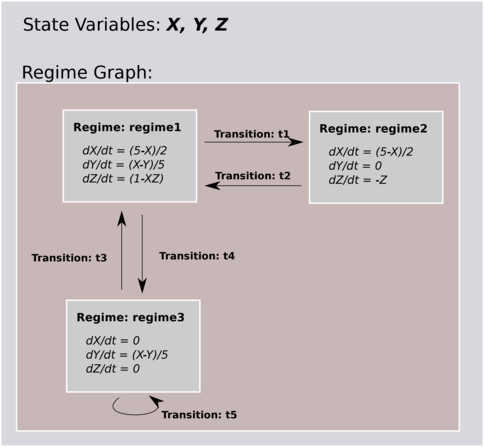 State Variables: X, Y, Z
Regime Graph:
Regime: regime1
dX/dt = (5-X)/2
dY/dt = (X-Y)/5
dZ/dt = (1-XZ)
Transition: t1
Transition: t2
Regime: regime2
dX/dt = (5-X)/2
dY/dt = 0
dZ/dt = -Z
Transition: t3
Transition: t4
Regime: regime3
dX/dt = 0
dY/dt = (X-Y)/5
dZ/dt = 0
Transition: t5